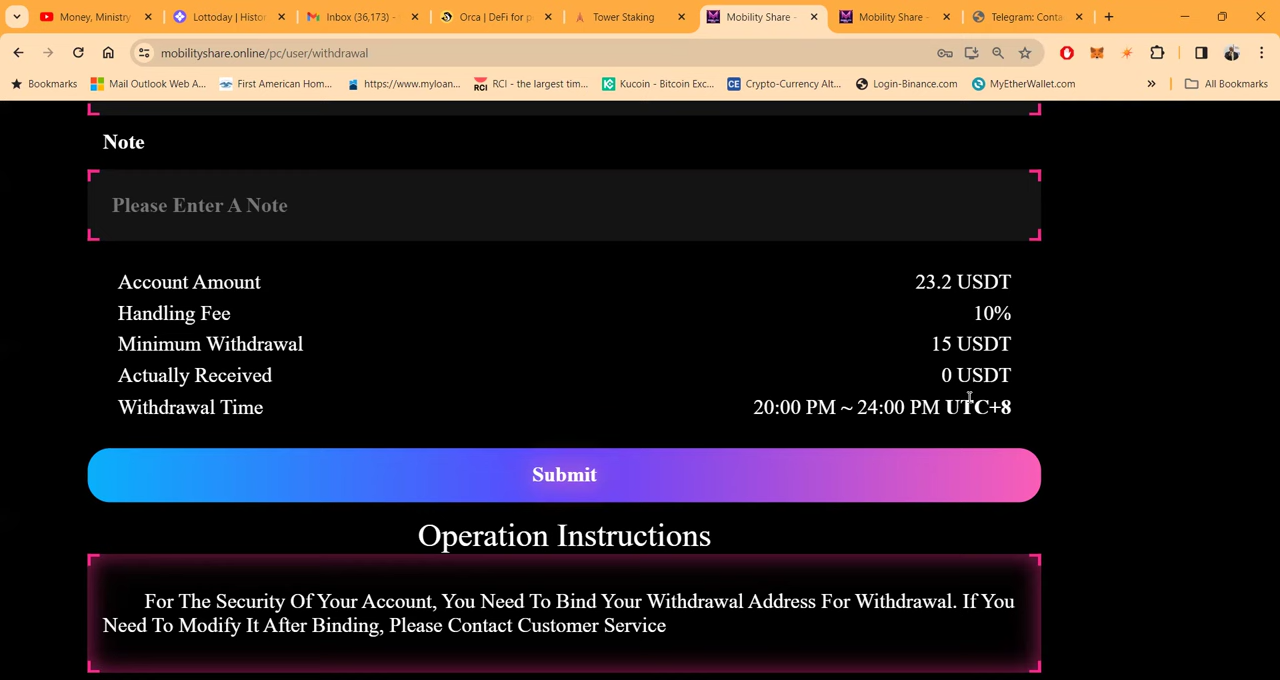 Money, Ministry
Lottoday | Histor
Inbox (36,173) -
Orca | DeFi for p
Tower Staking
Mobility Share -
Mobility Share -
Telegram: Conta
mobilityshare.online/pc/user/withdrawal
Bookmarks
Mail Outlook Web A...
First American Hom...
https://www.myloan...
RCI
RCI - the largest tim...
Kucoin - Bitcoin Exc...
CE
Crypto-Currency Alt...
Login-Binance.com
MyEtherWallet.com
»
All Bookmarks
Note
Please Enter A Note
Account Amount 23.2 USDT
Handling Fee 10%
Minimum Withdrawal 15 USDT
Actually Received 0 USDT
Withdrawal Time 20:00 PM ~ 24:00 PM UTC+8
Submit
Operation Instructions
For The Security Of Your Account, You Need To Bind Your Withdrawal Address For Withdrawal. If You
Need To Modify It After Binding, Please Contact Customer Service